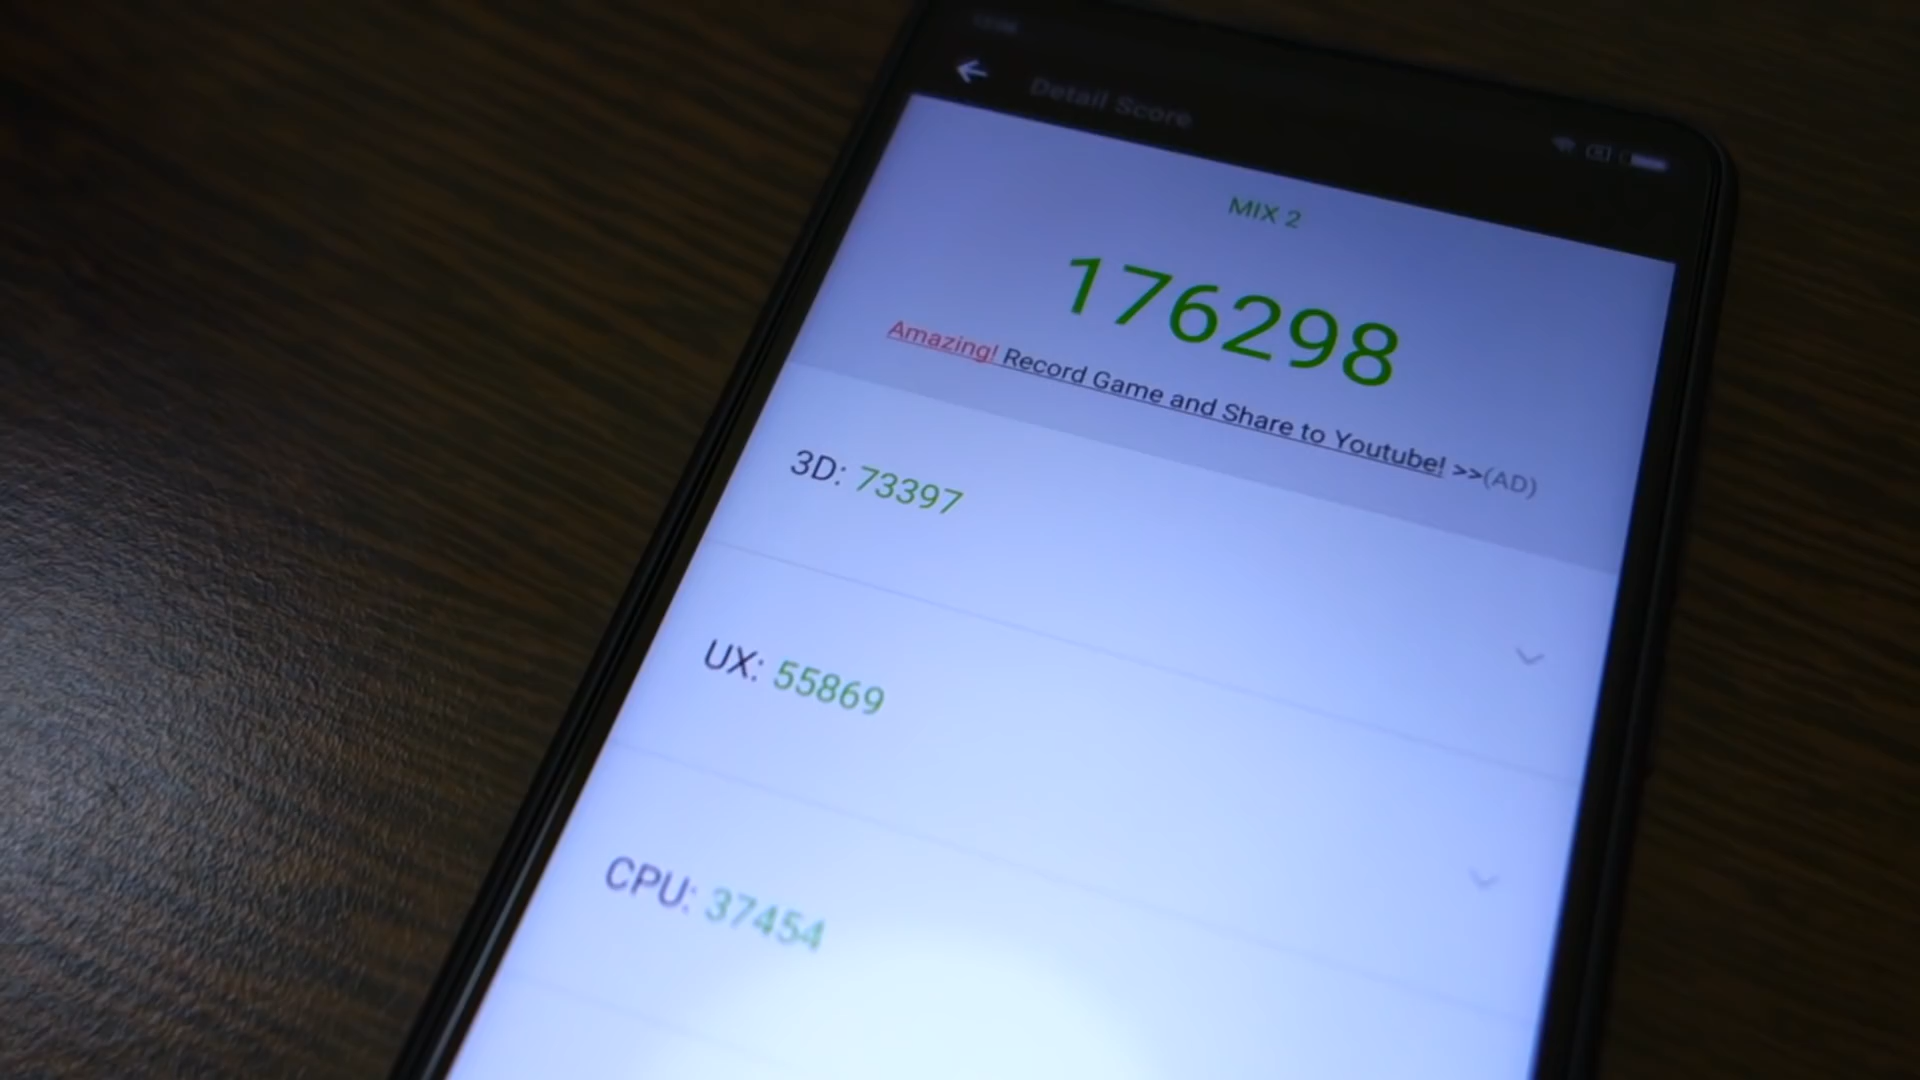 Detail Score
MIX 2
176298
Amazing! Record Game and Share to Youtube! >>(AD)
3D: 73397
UX: 55869
CPU: 37454